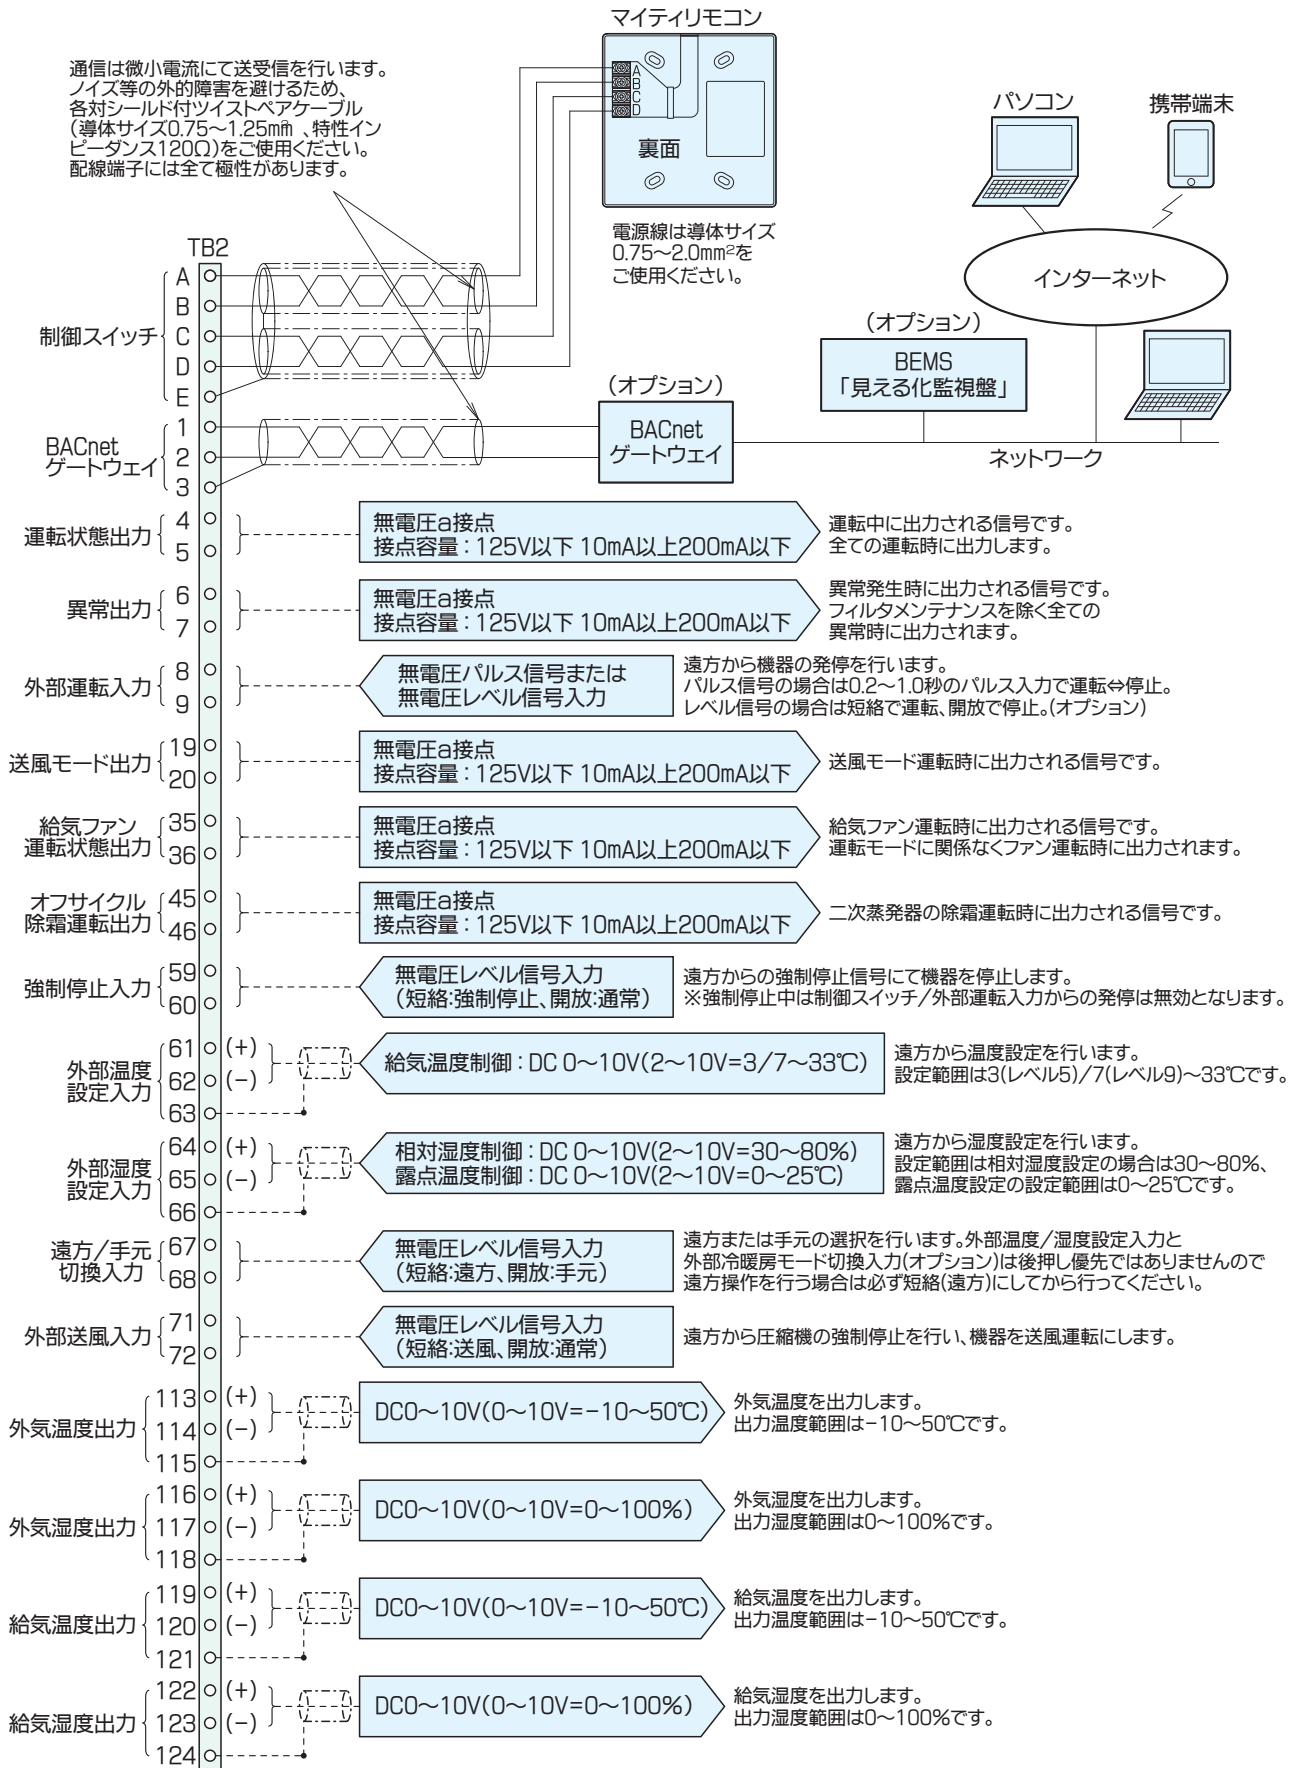 マイティリモコン
通信は微小電流にて送受信を行います。
ノイズ等の外的障害を避けるため、
各対シールド付ツイストペアケーブル
(導体サイズ0.75～1.25mm²、特性イン
ピーダンス120Ω)をご使用ください。
配線端子には全て極性があります。
A
B
C
D
裏面
電源線は導体サイズ
0.75～2.0mm²を
ご使用ください。
パソコン
携帯端末
インターネット
(オプション)
BEMS
「見える化監視盤」
(オプション)
BACnet
ゲートウェイ
ネットワーク
TB2
制御スイッチ
A
B
C
D
E
BACnet
ゲートウェイ
1
2
3
運転状態出力
4
5
無電圧a接点
接点容量：125V以下 10mA以上200mA以下
運転中に出力される信号です。
全ての運転時に出力します。
異常出力
6
7
無電圧a接点
接点容量：125V以下 10mA以上200mA以下
異常発生時に出力される信号です。
フィルタメンテナンスを除く全ての
異常時に出力されます。
外部運転入力
8
9
無電圧パルス信号または
無電圧レベル信号入力
遠方から機器の発停を行います。
パルス信号の場合は0.2～1.0秒のパルス入力で運転⇔停止。
レベル信号の場合は短絡で運転、開放で停止。(オプション)
送風モード出力
19
20
無電圧a接点
接点容量：125V以下 10mA以上200mA以下
送風モード運転時に出力される信号です。
給気ファン
運転状態出力
35
36
無電圧a接点
接点容量：125V以下 10mA以上200mA以下
給気ファン運転時に出力される信号です。
運転モードに関係なくファン運転時に出力されます。
オフサイクル
除霜運転出力
45
46
無電圧a接点
接点容量：125V以下 10mA以上200mA以下
二次蒸発器の除霜運転時に出力される信号です。
強制停止入力
59
60
無電圧レベル信号入力
(短絡:強制停止、開放:通常)
遠方からの強制停止信号にて機器を停止します。
※強制停止中は制御スイッチ/外部運転入力からの発停は無効となります。
外部温度
設定入力
61 (+)
62 (−)
63
給気温度制御：DC 0～10V(2～10V=3/7～33℃)
遠方から温度設定を行います。
設定範囲は3(レベル5)/7(レベル9)～33℃です。
外部湿度
設定入力
64 (+)
65 (−)
66
相対湿度制御：DC 0～10V(2～10V=30～80%)
露点温度制御：DC 0～10V(2～10V=0～25℃)
遠方から湿度設定を行います。
設定範囲は相対湿度設定の場合は30～80%、
露点温度設定の設定範囲は0～25℃です。
遠方/手元
切換入力
67
68
無電圧レベル信号入力
(短絡:遠方、開放:手元)
遠方または手元の選択を行います。外部温度/湿度設定入力と
外部冷暖房モード切換入力(オプション)は後押し優先ではありませんので
遠方操作を行う場合は必ず短絡(遠方)にしてから行ってください。
外部送風入力
71
72
無電圧レベル信号入力
(短絡:送風、開放:通常)
遠方から圧縮機の強制停止を行い、機器を送風運転にします。
外気温度出力
113 (+)
114 (−)
115
DC0～10V(0～10V=−10～50℃)
外気温度を出力します。
出力温度範囲は−10～50℃です。
外気湿度出力
116 (+)
117 (−)
118
DC0～10V(0～10V=0～100%)
外気湿度を出力します。
出力湿度範囲は0～100%です。
給気温度出力
119 (+)
120 (−)
121
DC0～10V(0～10V=−10～50℃)
給気温度を出力します。
出力温度範囲は−10～50℃です。
給気湿度出力
122 (+)
123 (−)
124
DC0～10V(0～10V=0～100%)
給気湿度を出力します。
出力湿度範囲は0～100%です。